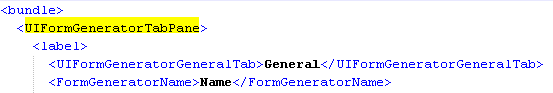 <bundle>
<UIFormGeneratorTabPane>
<label>
<UIFormGeneratorGeneralTab>General</UIFormGeneratorGeneralTab>
<FormGeneratorName>Name</FormGeneratorName>